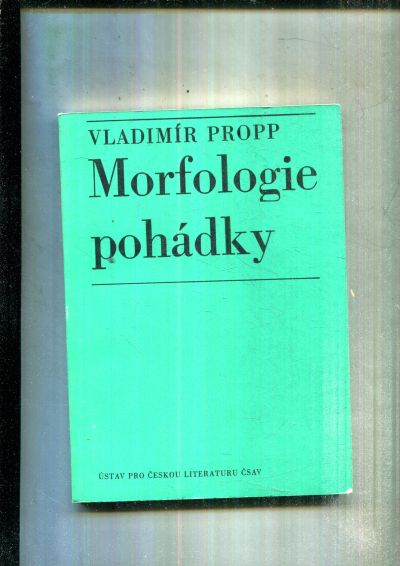 VLADIMÍR PROPP
Morfologie
pohádky
ÚSTAV PRO ČESKOU LITERATURU ČSAV